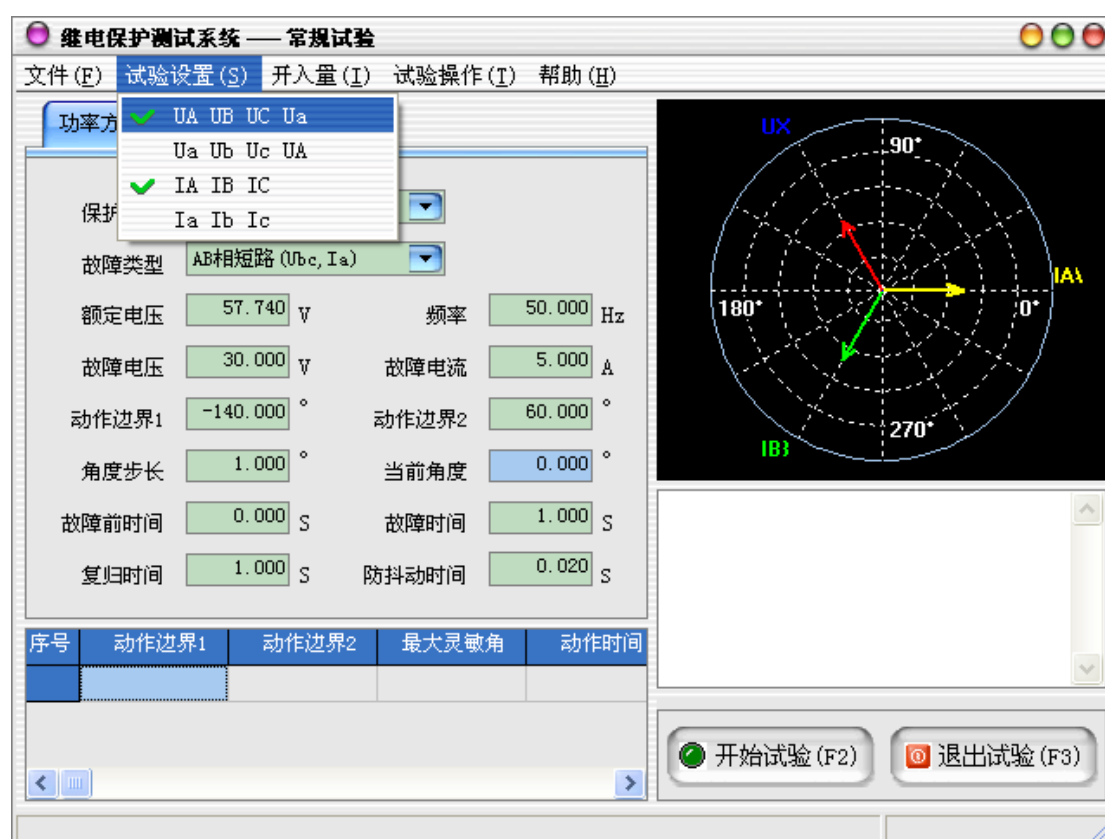 继电保护测试系统 —— 常规试验
文件(F) 试验设置(S) 开入量(I) 试验操作(T) 帮助(H)
功率方
UA UB UC Ua
Ua Ub Uc UA
IA IB IC
Ia Ib Ic
保护
故障类型 AB相短路(Ubc,Ia)
额定电压 57.740 V 频率 50.000 Hz
故障电压 30.000 V 故障电流 5.000 A
动作边界1 -140.000 ° 动作边界2 60.000 °
角度步长 1.000 ° 当前角度 0.000 °
故障前时间 0.000 S 故障时间 1.000 S
复归时间 1.000 S 防抖动时间 0.020 S
序号 动作边界1 动作边界2 最大灵敏角 动作时间
UX
90°
180°
0°
270°
开始试验(F2) 退出试验(F3)